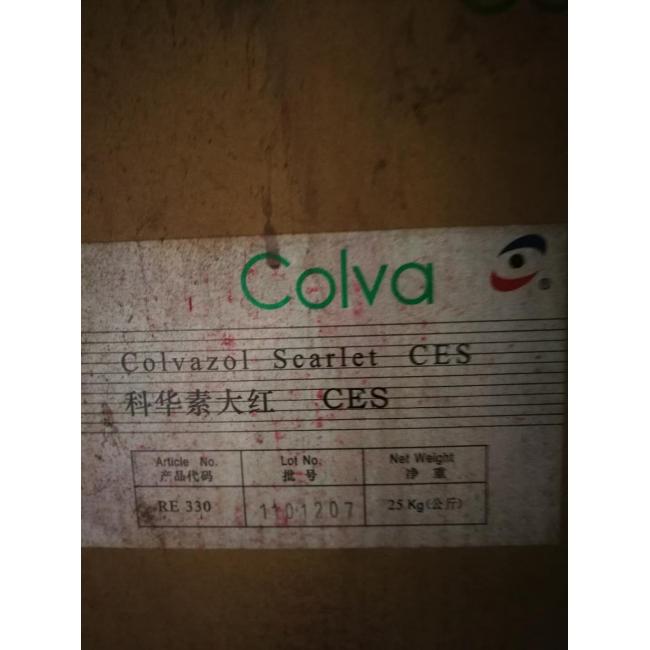 Colva
®
Colvazol Scarlet CES
科华素大红 CES
Article No. Lot No. Net Weight
产品代码 批号 净重
RE 330 1101207 25 Kg(公斤)